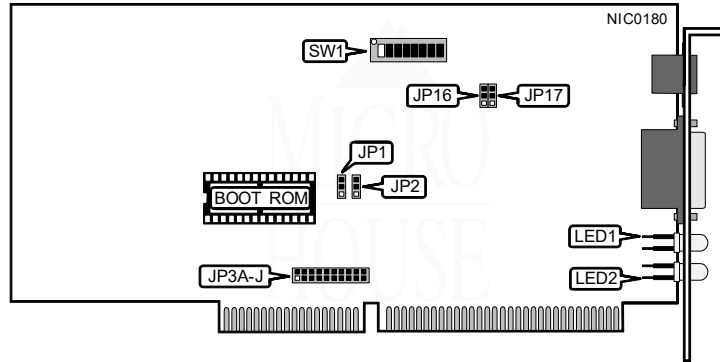 NIC0180
SW1
JP16
JP17
JP1
JP2
BOOT ROM
LED1
JP3A-J
LED2
MICRO
HOUSE